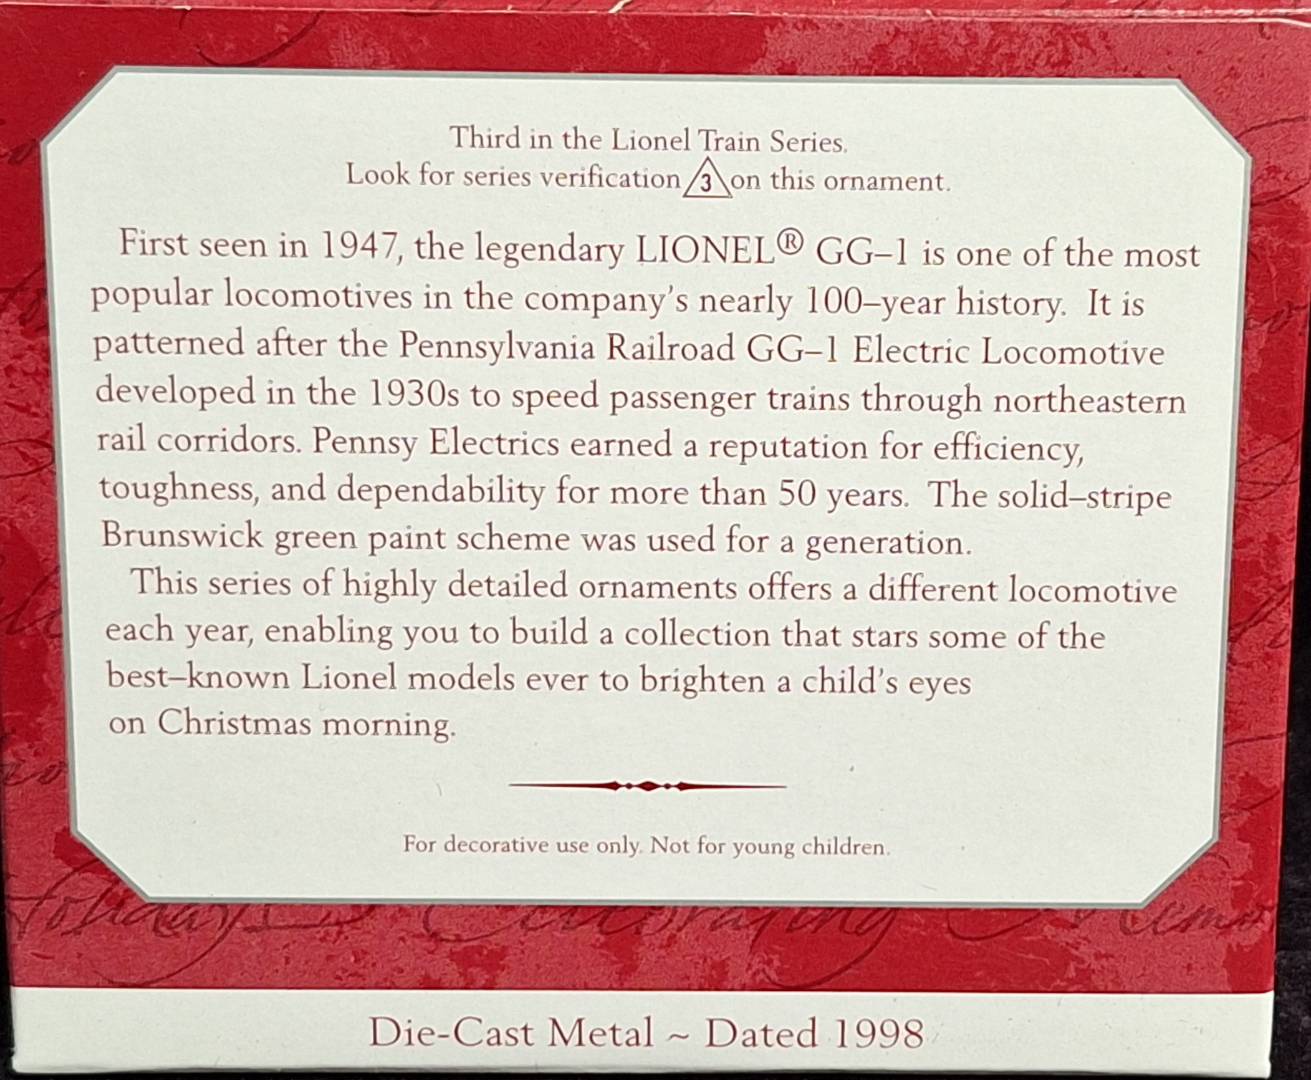 Third in the Lionel Train Series.
Look for series verification 3 on this ornament.
First seen in 1947, the legendary LIONEL® GG–1 is one of the most
popular locomotives in the company's nearly 100–year history. It is
patterned after the Pennsylvania Railroad GG–1 Electric Locomotive
developed in the 1930s to speed passenger trains through northeastern
rail corridors. Pennsy Electrics earned a reputation for efficiency,
toughness, and dependability for more than 50 years. The solid–stripe
Brunswick green paint scheme was used for a generation.
This series of highly detailed ornaments offers a different locomotive
each year, enabling you to build a collection that stars some of the
best–known Lionel models ever to brighten a child's eyes
on Christmas morning.
For decorative use only. Not for young children.
Die-Cast Metal ~ Dated 1998